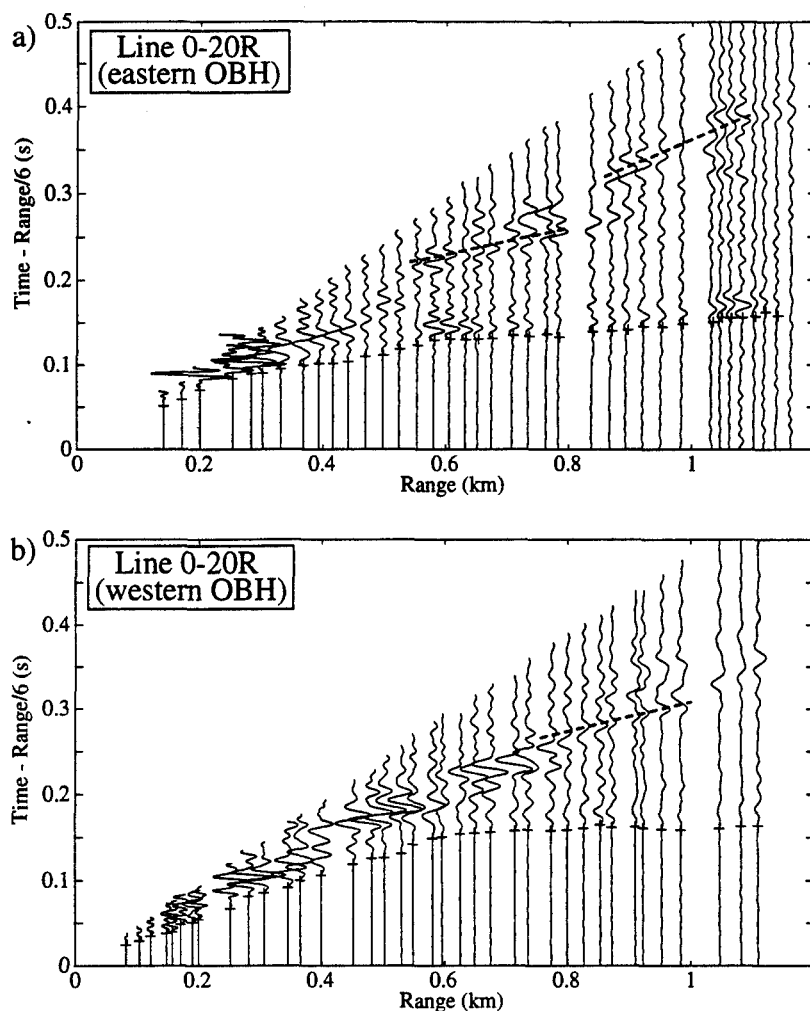 a)
Line 0-20R
(eastern OBH)
0.5
0.4
0.3
0.2
0.1
0
Time - Range/6 (s)
0 0.2 0.4 0.6 0.8 1
Range (km)
b)
Line 0-20R
(western OBH)
0.5
0.4
0.3
0.2
0.1
0
Time - Range/6 (s)
0 0.2 0.4 0.6 0.8 1
Range (km)